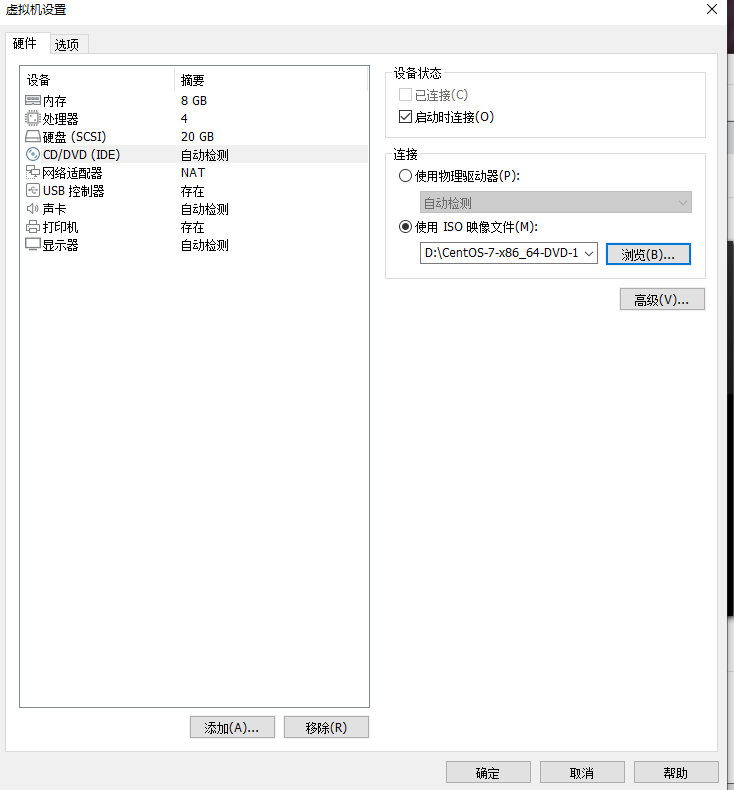 虚拟机设置
硬件 选项
设备 摘要
内存 8 GB
处理器 4
硬盘 (SCSI) 20 GB
CD/DVD (IDE) 自动检测
网络适配器 NAT
USB 控制器 存在
声卡 自动检测
打印机 存在
显示器 自动检测
添加(A)... 移除(R)
设备状态
已连接(C)
启动时连接(O)
连接
使用物理驱动器(P):
自动检测
使用 ISO 映像文件(M):
D:\CentOS-7-x86_64-DVD-1 浏览(B)...
高级(V)...
确定 取消 帮助